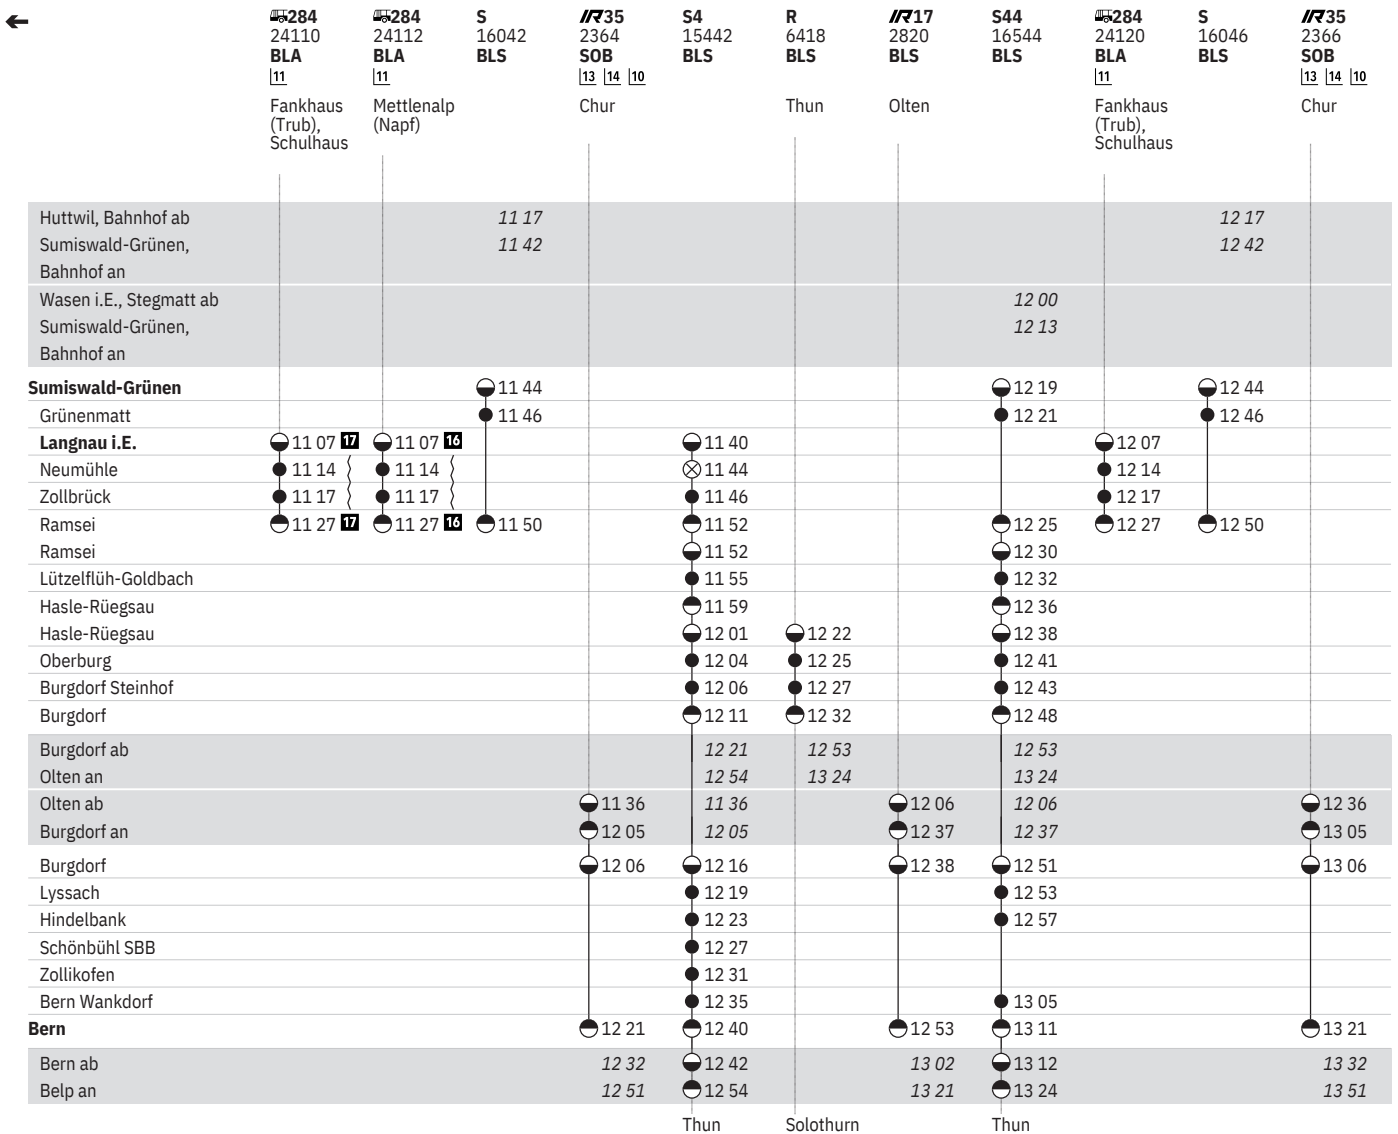 284 284 S IR35 S4 R IR17 S44 284 S IR35
24110 24112 16042 2364 15442 6418 2820 16544 24120 16046 2366
BLA BLA BLS SOB BLS BLS BLS BLS BLA BLS SOB
11 11 13 14 10 11 13 14 10
Fankhaus Mettlenalp Chur Thun Olten Fankhaus Chur
(Trub), (Napf) (Trub),
Schulhaus Schulhaus
Huttwil, Bahnhof ab 11 17 12 17
Sumiswald-Grünen, 11 42 12 42
Bahnhof an
Wasen i.E., Stegmatt ab 12 00
Sumiswald-Grünen, 12 13
Bahnhof an
Sumiswald-Grünen 11 44 12 19 12 44
Grünenmatt 11 46 12 21 12 46
Langnau i.E. 11 07 17 11 07 16 11 40 12 07
Neumühle 11 14 11 14 11 44 12 14
Zollbrück 11 17 11 17 11 46 12 17
Ramsei 11 27 17 11 27 16 11 50 11 52 12 25 12 27 12 50
Ramsei 11 52 12 30
Lützelflüh-Goldbach 11 55 12 32
Hasle-Rüegsau 11 59 12 36
Hasle-Rüegsau 12 01 12 22 12 38
Oberburg 12 04 12 25 12 41
Burgdorf Steinhof 12 06 12 27 12 43
Burgdorf 12 11 12 32 12 48
Burgdorf ab 12 21 12 53 12 53
Olten an 12 54 13 24 13 24
Olten ab 11 36 11 36 12 06 12 06 12 36
Burgdorf an 12 05 12 05 12 37 12 37 13 05
Burgdorf 12 06 12 16 12 38 12 51 13 06
Lyssach 12 19 12 53
Hindelbank 12 23 12 57
Schönbühl SBB 12 27
Zollikofen 12 31
Bern Wankdorf 12 35 13 05
Bern 12 21 12 40 12 53 13 11 13 21
Bern ab 12 32 12 42 13 02 13 12 13 32
Belp an 12 51 12 54 13 21 13 24 13 51
Thun Solothurn Thun